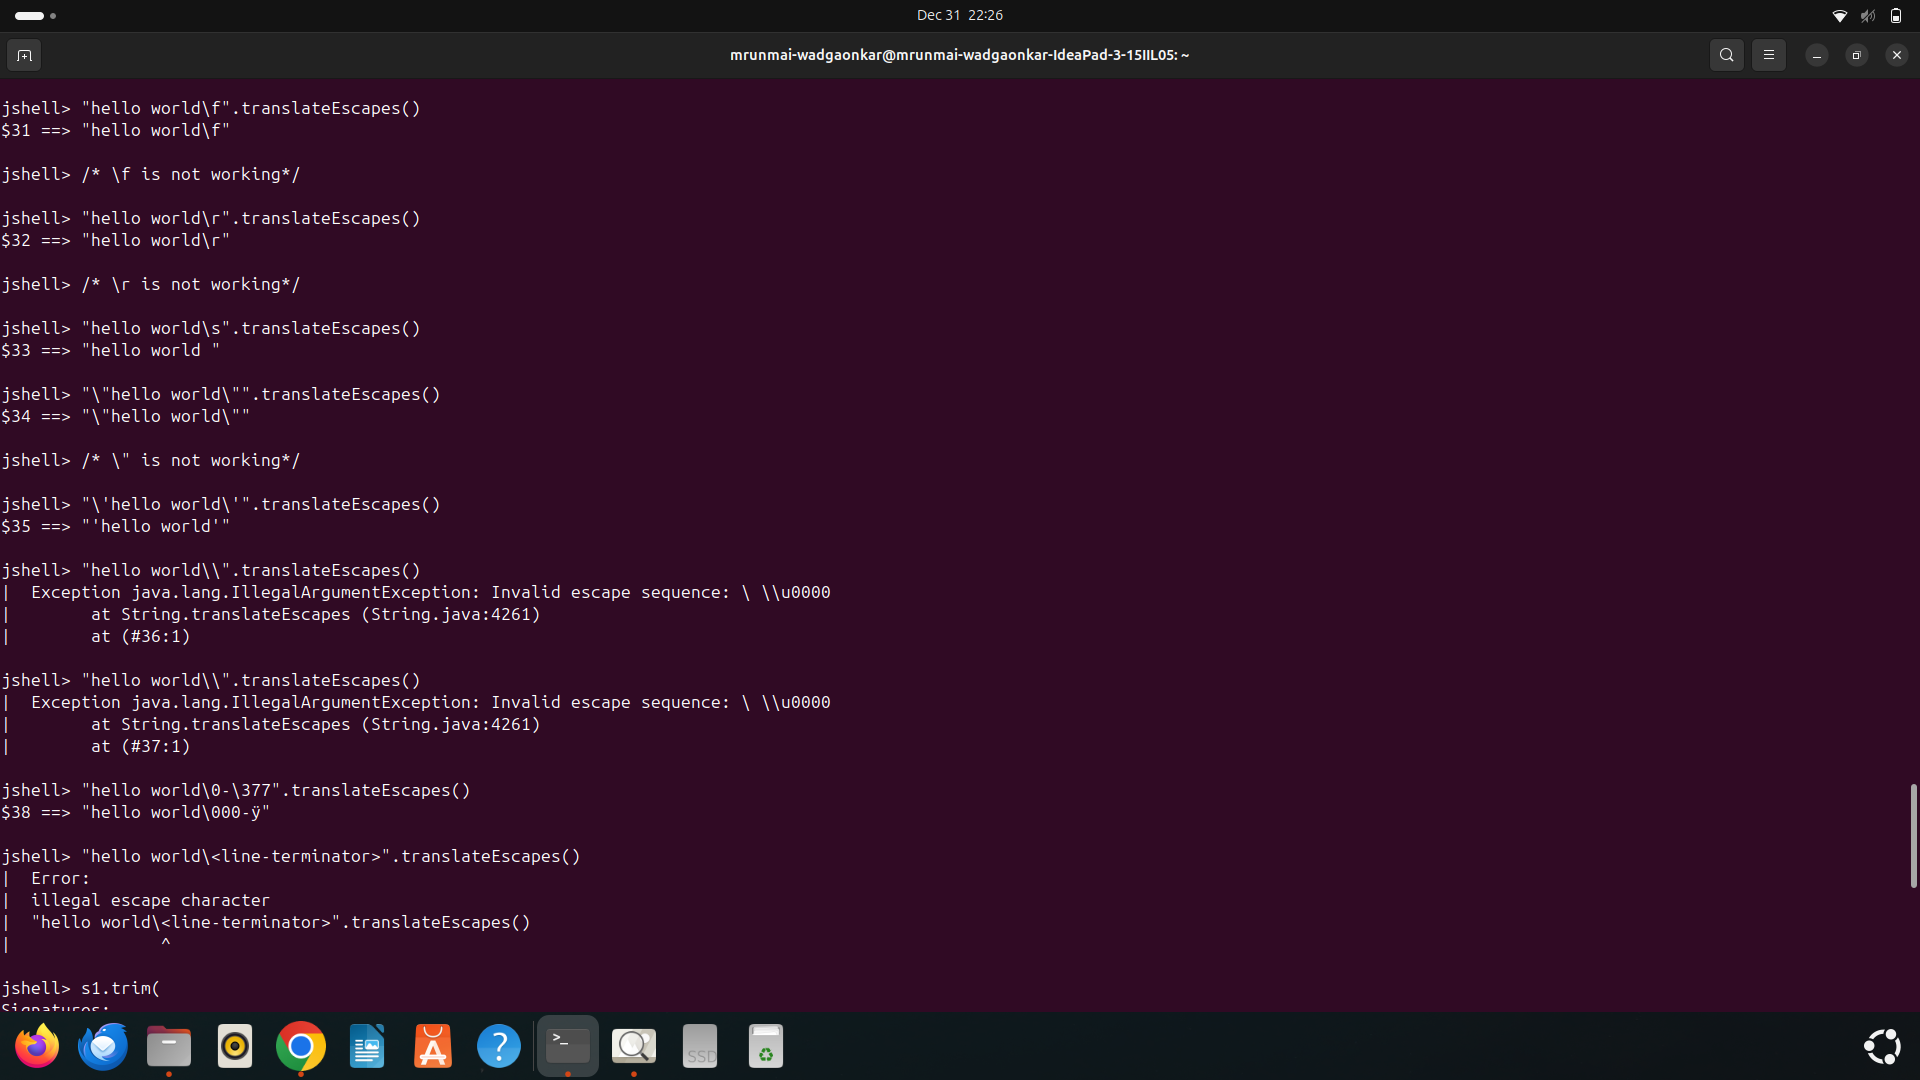 Dec 31 22:26
mrunmai-wadgaonkar@mrunmai-wadgaonkar-IdeaPad-3-15IIL05: ~
jshell> "hello world\f".translateEscapes()
$31 ==> "hello world\f"
jshell> /* \f is not working*/
jshell> "hello world\r".translateEscapes()
$32 ==> "hello world\r"
jshell> /* \r is not working*/
jshell> "hello world\s".translateEscapes()
$33 ==> "hello world "
jshell> "\"hello world\"".translateEscapes()
$34 ==> "\"hello world\""
jshell> /* \" is not working*/
jshell> "\'hello world\'".translateEscapes()
$35 ==> "'hello world'"
jshell> "hello world\\".translateEscapes()
|  Exception java.lang.IllegalArgumentException: Invalid escape sequence: \ \\u0000
|        at String.translateEscapes (String.java:4261)
|        at (#36:1)
jshell> "hello world\\".translateEscapes()
|  Exception java.lang.IllegalArgumentException: Invalid escape sequence: \ \\u0000
|        at String.translateEscapes (String.java:4261)
|        at (#37:1)
jshell> "hello world\0-\377".translateEscapes()
$38 ==> "hello world\000-ÿ"
jshell> "hello world\<line-terminator>".translateEscapes()
|  Error:
|  illegal escape character
|  "hello world\<line-terminator>".translateEscapes()
|               ^
jshell> s1.trim(
Signatures:
SSD